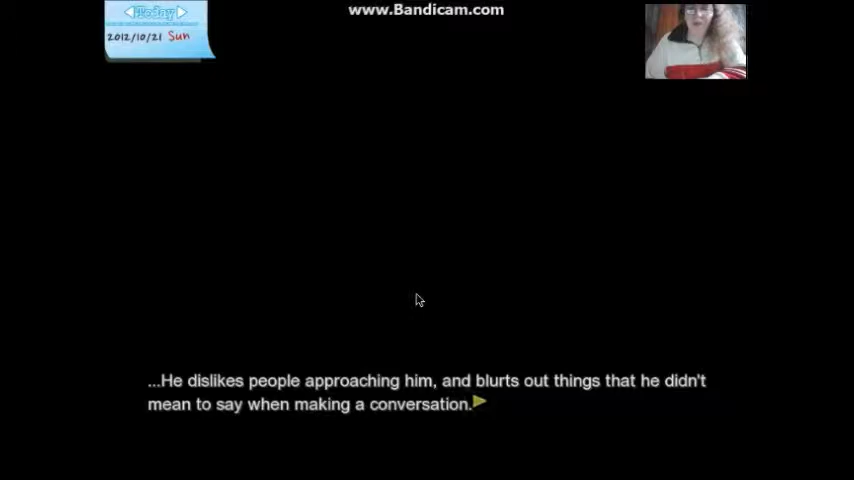 www.Bandicam.com
Today
2012/10/21 Sun
...He dislikes people approaching him, and blurts out things that he didn't
mean to say when making a conversation.